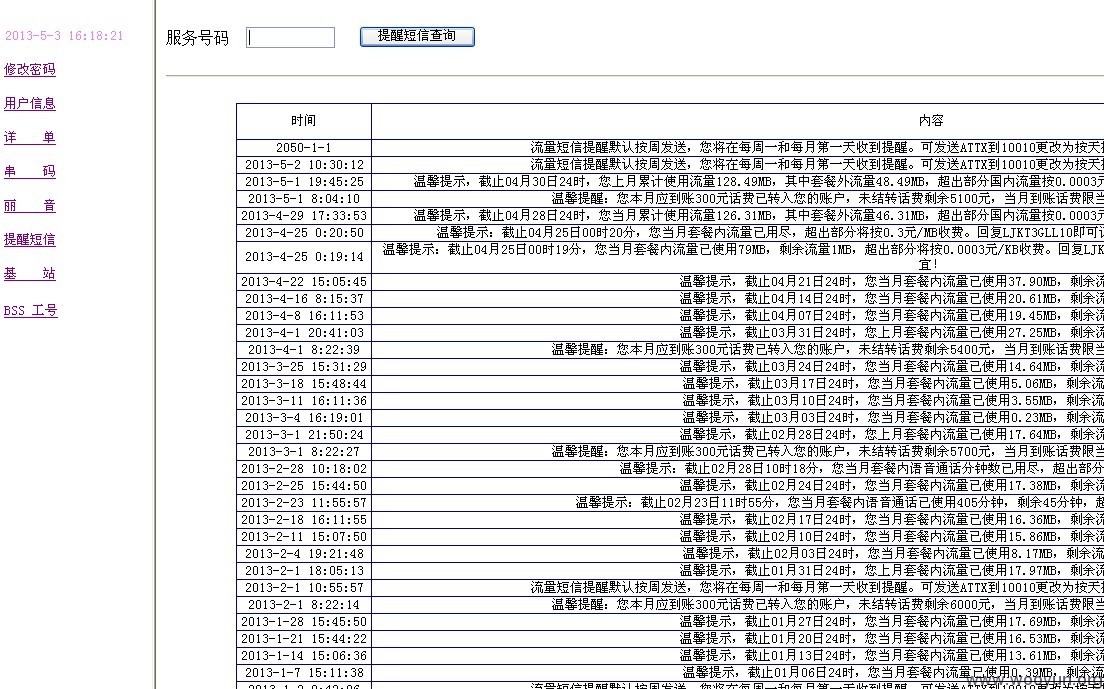 2013-5-3 16:18:21
修改密码
用户信息
详 单
串 码
丽 音
提醒短信
基 站
BSS 工号
服务号码
提醒短信查询
时间 内容
2050-1-1 流量短信提醒默认按周发送，您将在每周一和每月第一天收到提醒。可发送ATTX到10010更改为按天
2013-5-2 10:30:12 流量短信提醒默认按周发送，您将在每周一和每月第一天收到提醒。可发送ATTX到10010更改为按天
2013-5-1 19:45:25 温馨提示，截止04月30日24时，您上月累计使用流量128.49MB，其中套餐外流量48.49MB，超出部分国内流量按0.0003元
2013-5-1 8:04:10 温馨提醒：您本月应到账300元话费已转入您的账户，未结转话费剩余5100元，当月到账话费限当
2013-4-29 17:33:53 温馨提示，截止04月28日24时，您当月累计使用流量126.31MB，其中套餐外流量46.31MB，超出部分国内流量按0.0003元
2013-4-25 0:20:50 温馨提示，截止04月25日00时20分，您当月套餐内流量已用尽，超出部分将按0.3元/MB收费。回复LJKT3GLL10即可
2013-4-25 0:19:14 温馨提示：截止04月25日00时19分，您当月套餐内流量已使用79MB，剩余流量1MB，超出部分将按0.0003元/KB收费。回复LJK
宜！
2013-4-22 15:05:45 温馨提示，截止04月21日24时，您当月套餐内流量已使用37.90MB，剩余流
2013-4-16 8:15:37 温馨提示，截止04月14日24时，您当月套餐内流量已使用20.61MB，剩余流
2013-4-8 16:11:53 温馨提示，截止04月07日24时，您当月套餐内流量已使用19.45MB，剩余流
2013-4-1 20:41:03 温馨提示，截止03月31日24时，您上月套餐内流量已使用27.25MB，剩余流
2013-4-1 8:22:39 温馨提醒：您本月应到账300元话费已转入您的账户，未结转话费剩余5400元，当月到账话费限当
2013-3-25 15:31:29 温馨提示，截止03月24日24时，您当月套餐内流量已使用14.64MB，剩余流
2013-3-18 15:48:44 温馨提示，截止03月17日24时，您当月套餐内流量已使用5.06MB，剩余流
2013-3-11 16:11:36 温馨提示，截止03月10日24时，您当月套餐内流量已使用3.55MB，剩余流
2013-3-4 16:19:01 温馨提示，截止03月03日24时，您当月套餐内流量已使用0.23MB，剩余流
2013-3-1 21:50:24 温馨提示，截止02月28日24时，您上月套餐内流量已使用17.64MB，剩余流
2013-3-1 8:22:27 温馨提醒：您本月应到账300元话费已转入您的账户，未结转话费剩余5700元，当月到账话费限当
2013-2-28 10:18:02 温馨提示：截止02月28日10时18分，您当月套餐内语音通话分钟数已用尽，超出部分
2013-2-25 15:44:50 温馨提示，截止02月24日24时，您当月套餐内流量已使用17.38MB，剩余流
2013-2-23 11:55:57 温馨提示：截止02月23日11时55分，您当月套餐内语音通话已使用405分钟，剩余45分钟，超
2013-2-18 16:11:55 温馨提示，截止02月17日24时，您当月套餐内流量已使用16.36MB，剩余流
2013-2-11 15:07:50 温馨提示，截止02月10日24时，您当月套餐内流量已使用15.86MB，剩余流
2013-2-4 19:21:48 温馨提示，截止02月03日24时，您当月套餐内流量已使用8.17MB，剩余流
2013-2-1 18:05:13 温馨提示，截止01月31日24时，您上月套餐内流量已使用17.97MB，剩余流
2013-2-1 10:55:57 流量短信提醒默认按周发送，您将在每周一和每月第一天收到提醒。可发送ATTX到10010更改为按天
2013-2-1 8:22:14 温馨提醒：您本月应到账300元话费已转入您的账户，未结转话费剩余6000元，当月到账话费限当
2013-1-28 15:45:50 温馨提示，截止01月27日24时，您当月套餐内流量已使用17.69MB，剩余流
2013-1-21 15:44:22 温馨提示，截止01月20日24时，您当月套餐内流量已使用16.53MB，剩余流
2013-1-14 15:06:36 温馨提示，截止01月13日24时，您当月套餐内流量已使用13.61MB，剩余流
2013-1-7 15:11:38 温馨提示，截止01月06日24时，您当月套餐内流量已使用0.39MB，剩余流